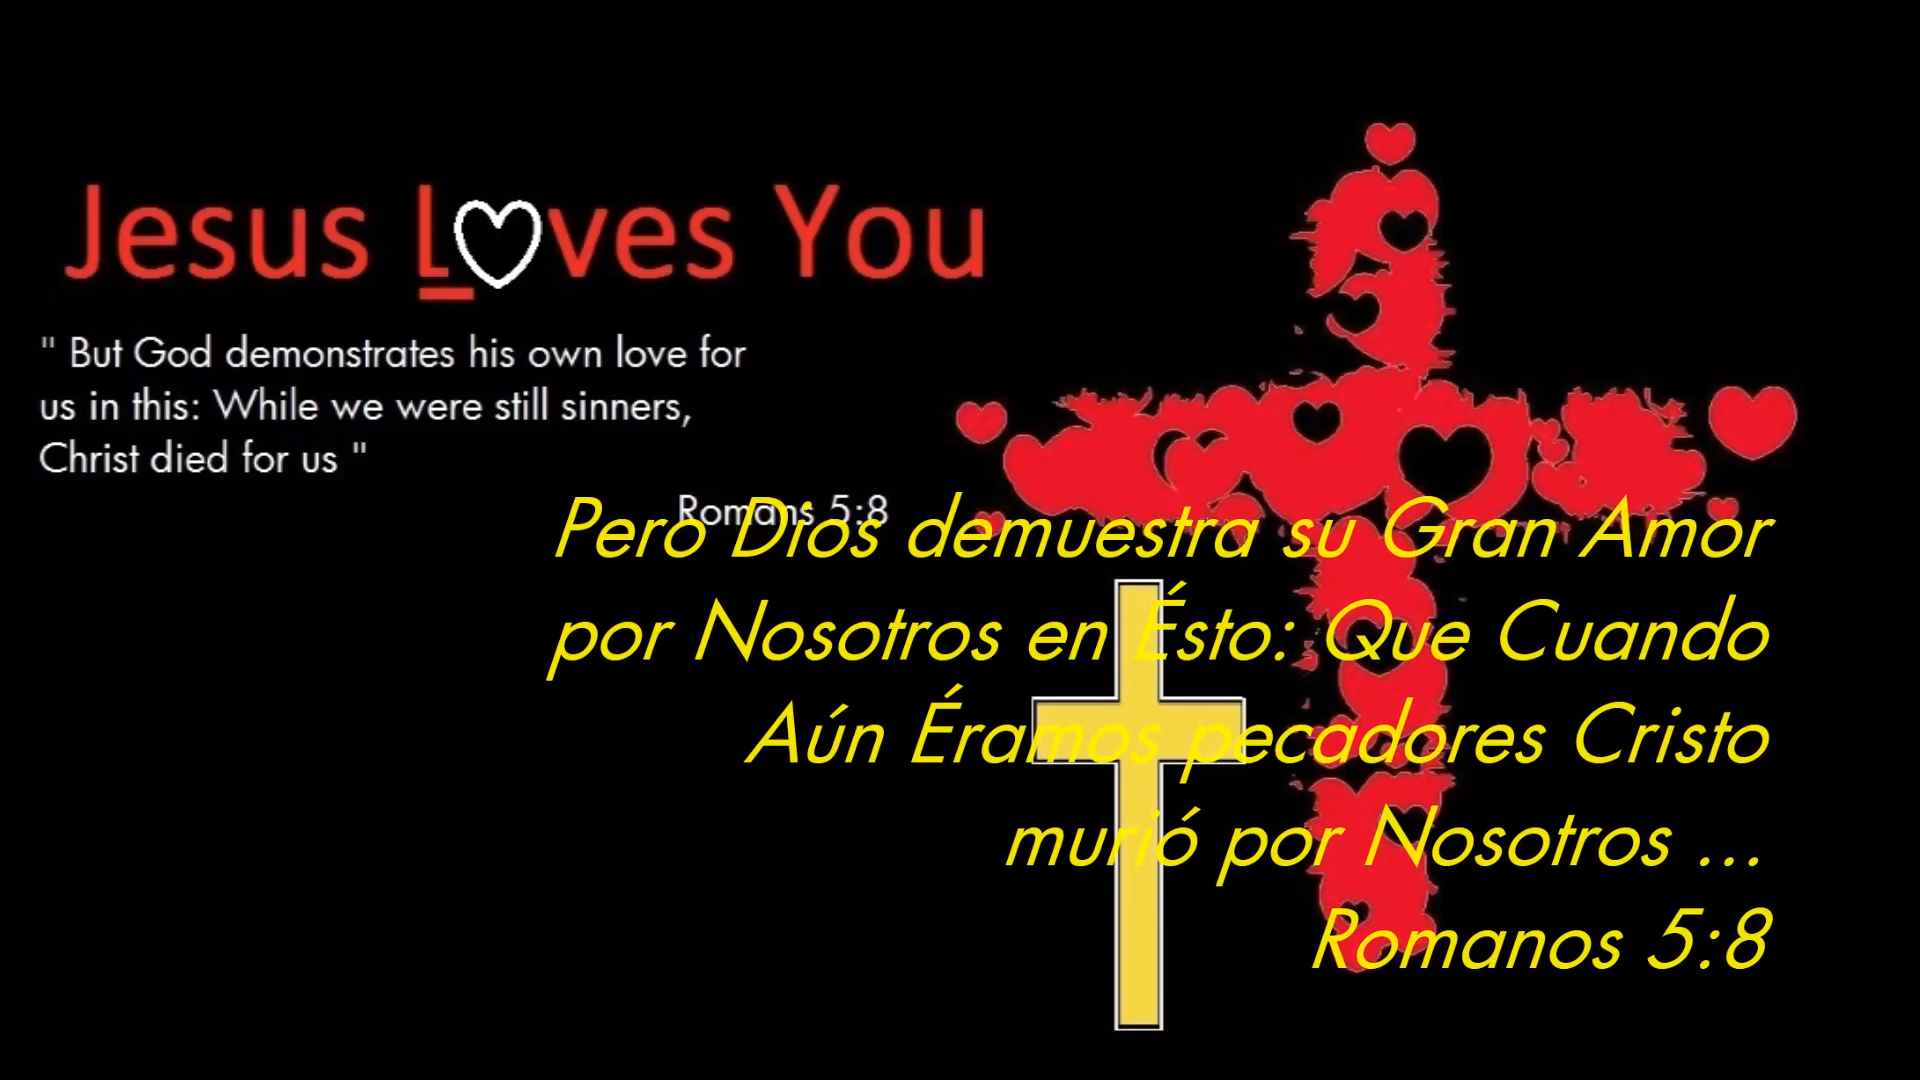 Jesus Loves You
" But God demonstrates his own love for
us in this: While we were still sinners,
Christ died for us "
Romans 5:8
Pero Dios demuestra su Gran Amor
por Nosotros en Ésto: Que Cuando
Aún Éramos pecadores Cristo
murió por Nosotros ...
Romanos 5:8